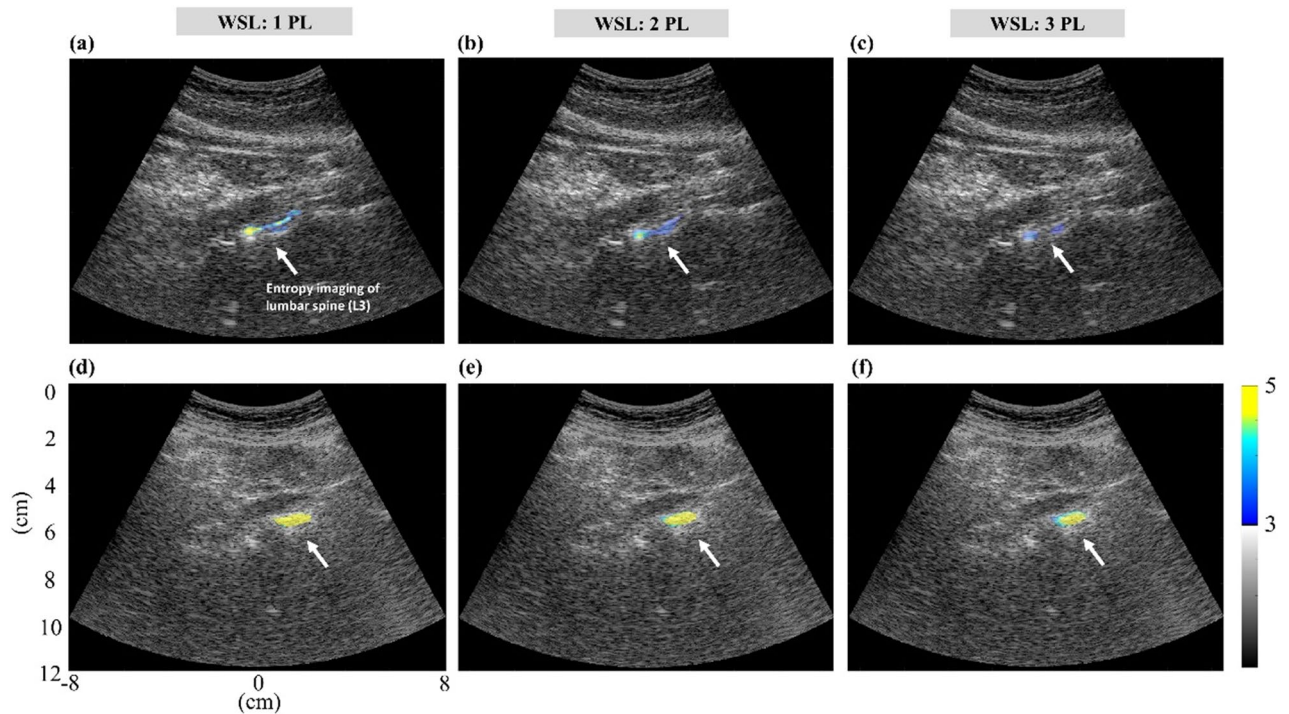 WSL: 1 PL
WSL: 2 PL
WSL: 3 PL
(a)
(b)
(c)
Entropy imaging of
lumbar spine (L3)
(d)
(e)
(f)
0
2
4
6
8
10
12
(cm)
-8
0
8
(cm)
5
3